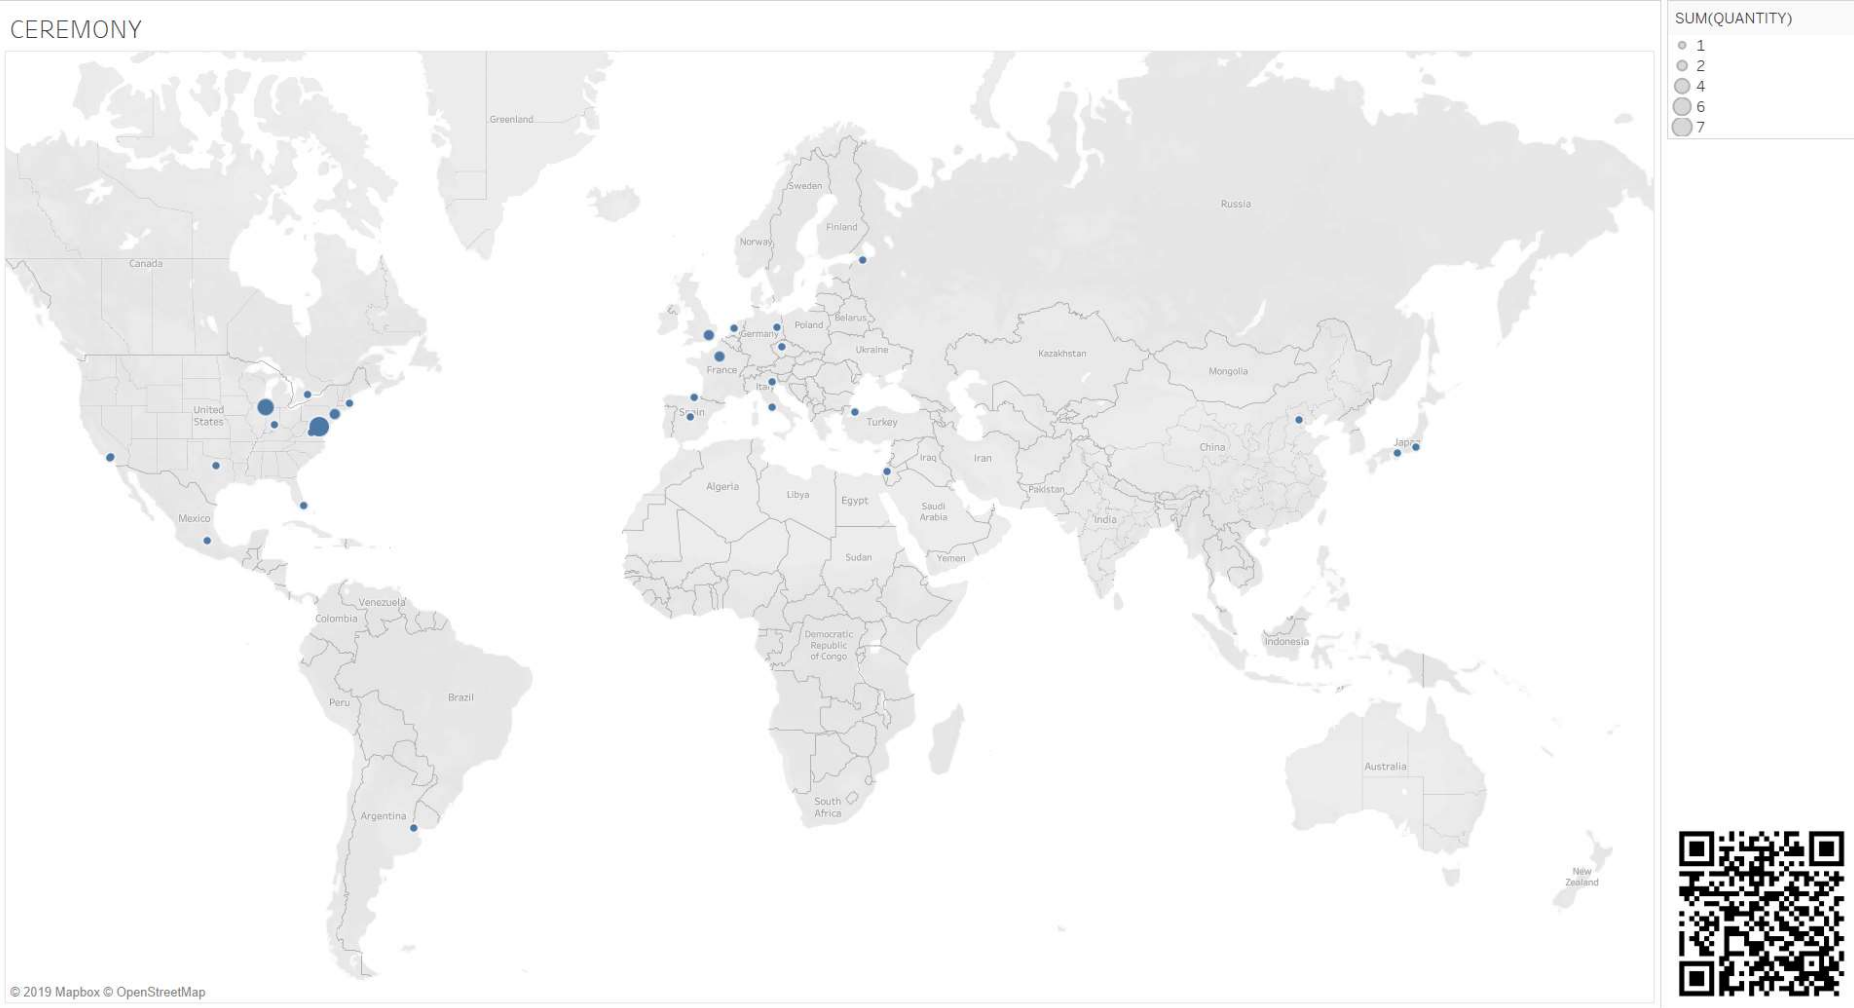 CEREMONY
SUM(QUANTITY)
1
2
4
6
7
Greenland
Sweden
Russia
Finland
Norway
Canada
Poland
Belarus
Germany
Ukraine
Kazakhstan
France
Mongolia
United
States
Spain
Turkey
Japan
China
Iraq
Iran
Algeria
Libya
Egypt
Pakistan
Saudi
Arabia
Mexico
India
Sudan
Yemen
Venezuela
Colombia
Democratic
Republic
of Congo
Indonesia
Brazil
Peru
Australia
South
Africa
Argentina
New
Zealand
© 2019 Mapbox © OpenStreetMap